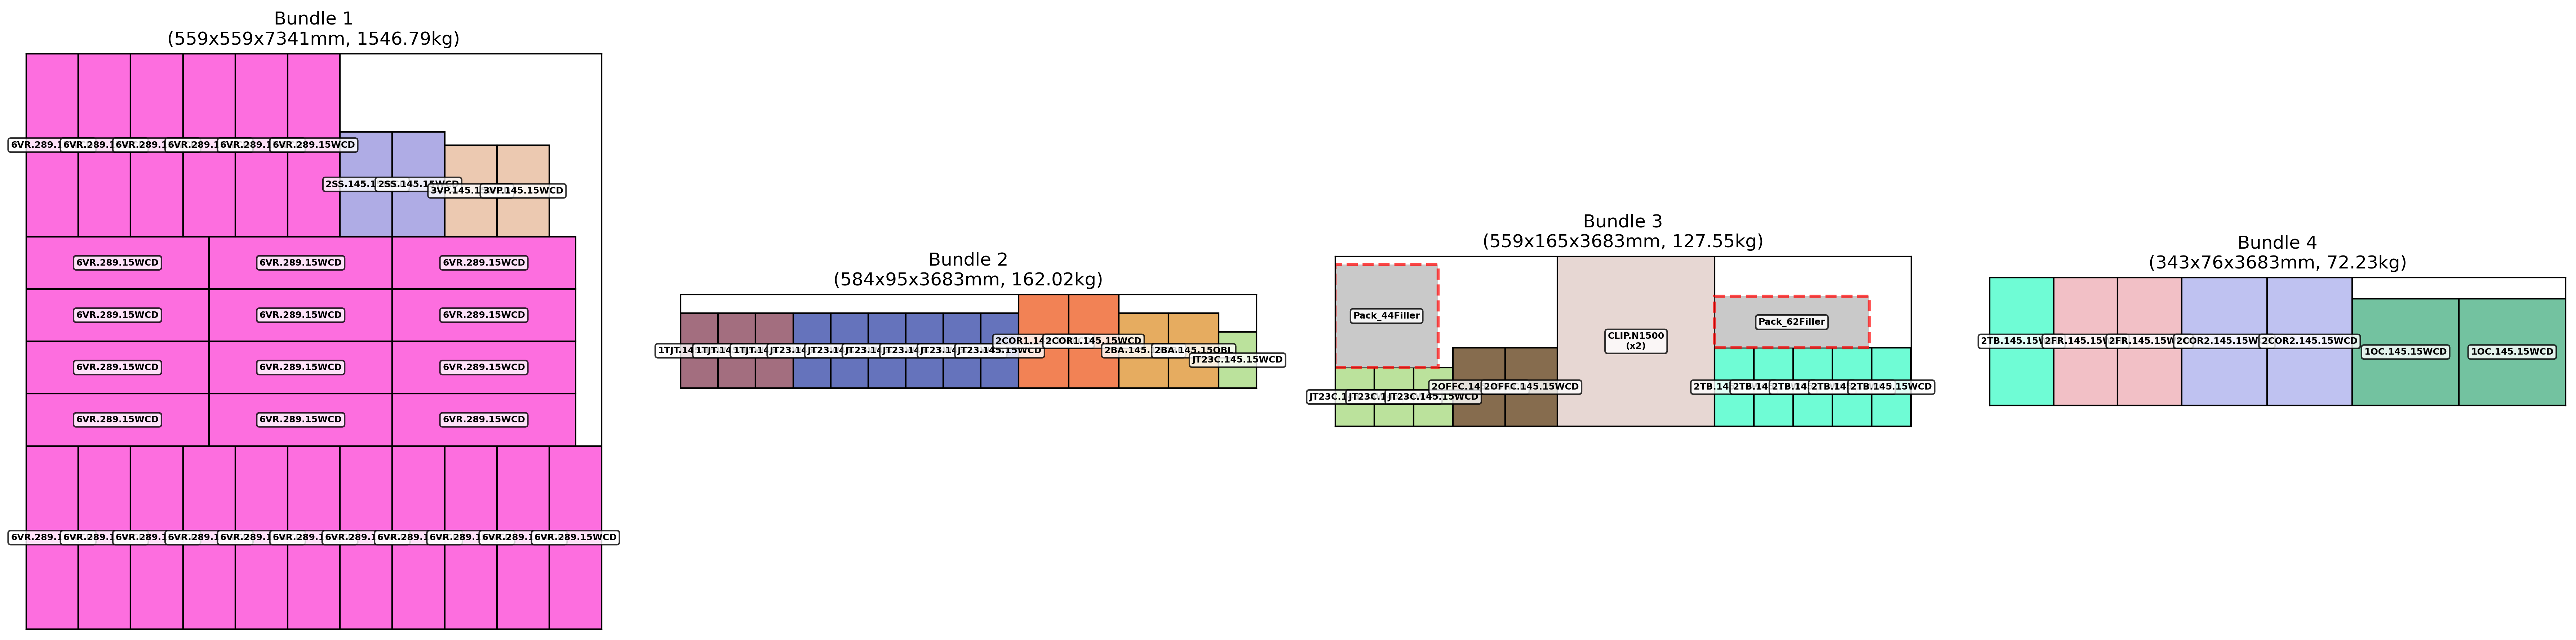 Bundle 1
(559x559x7341mm, 1546.79kg)
6VR.289.1 6VR.289.1 6VR.289.1 6VR.289.1 6VR.289.1 6VR.289.15WCD
2SS.145.1 2SS.145.15WCD
3VP.145.1 3VP.145.15WCD
6VR.289.15WCD 6VR.289.15WCD 6VR.289.15WCD
6VR.289.15WCD 6VR.289.15WCD 6VR.289.15WCD
6VR.289.15WCD 6VR.289.15WCD 6VR.289.15WCD
6VR.289.15WCD 6VR.289.15WCD 6VR.289.15WCD
6VR.289.1 6VR.289.1 6VR.289.1 6VR.289.1 6VR.289.1 6VR.289.1 6VR.289.1 6VR.289.1 6VR.289.1 6VR.289.1 6VR.289.15WCD
Bundle 2
(584x95x3683mm, 162.02kg)
2COR1.14 2COR1.145.15WCD
1TJT.14 1TJT.14 1TJT.14 JT23.14 JT23.14 JT23.14 JT23.14 JT23.14 JT23.145.15WCD 2BA.145. 2BA.145.15OBL
JT23C.145.15WCD
Bundle 3
(559x165x3683mm, 127.55kg)
Pack_44Filler
Pack_62Filler
CLIP.N1500
(x2)
2OFFC.14 2OFFC.145.15WCD
2TB.14 2TB.14 2TB.14 2TB.14 2TB.145.15WCD
JT23C.1 JT23C.1 JT23C.145.15WCD
Bundle 4
(343x76x3683mm, 72.23kg)
2TB.145.15W 2FR.145.15W 2FR.145.15W 2COR2.145.15W 2COR2.145.15WCD
1OC.145.15WCD 1OC.145.15WCD